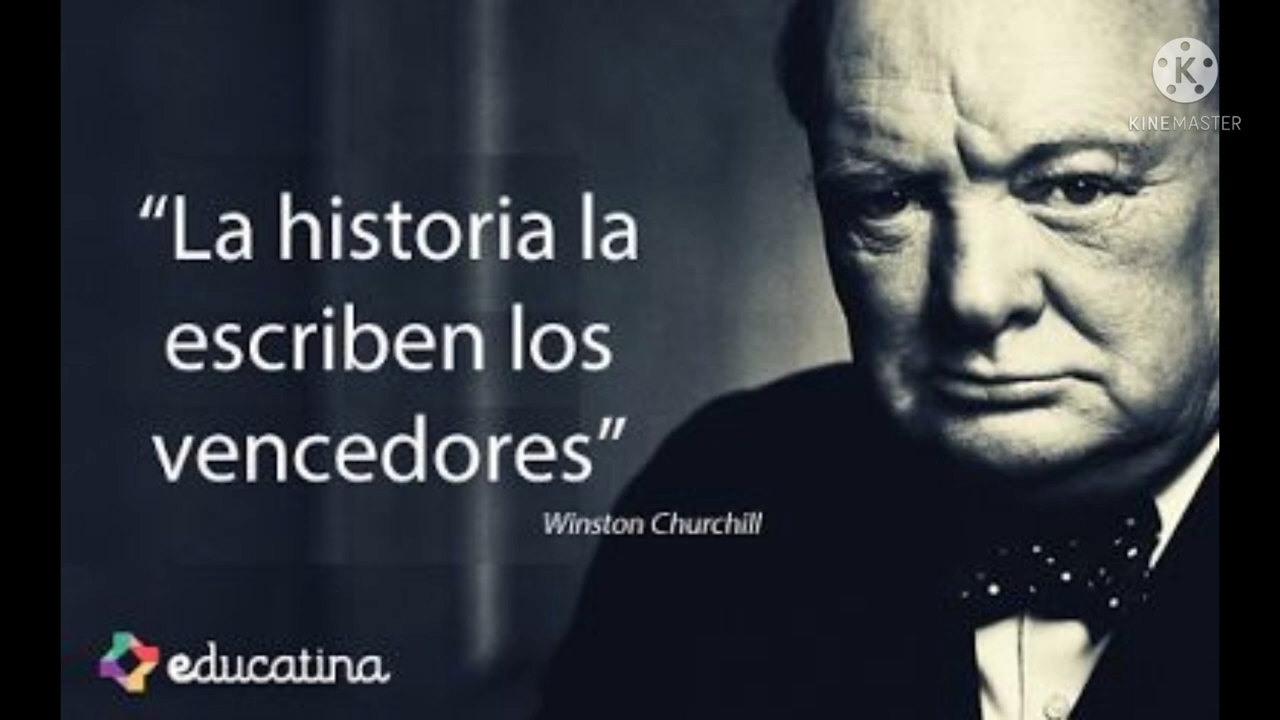 KINEMASTER
“La historia la
escriben los
vencedores”
Winston Churchill
educatina